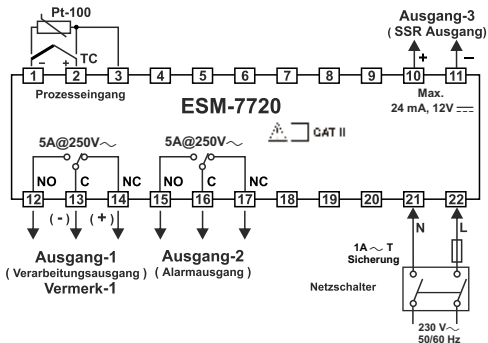 Pt-100
TC
- +
1 2 3 4 5 6 7 8 9 10 11
Prozesseingang
Ausgang-3
( SSR Ausgang )
+ -
Max.
24 mA, 12V ⎓
ESM-7720
CAT II
5A@250V～
5A@250V～
NO C NC NO C NC
12 13 14 15 16 17 18 19 20 21 22
( - ) ( + )
Ausgang-1
( Verarbeitungsausgang )
Vermerk-1
Ausgang-2
( Alarmausgang )
N L
1A ～ T
Sicherung
Netzschalter
230 V～
50/60 Hz